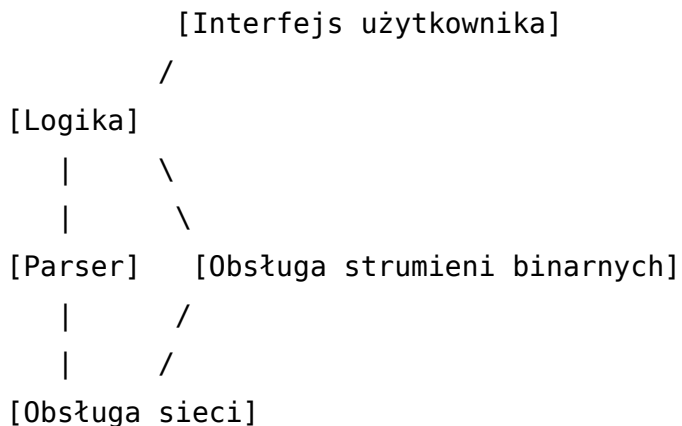 [Interfejs użytkownika]
/
[Logika]
| \
| \
[Parser] [Obsługa strumieni binarnych]
| /
| /
[Obsługa sieci]